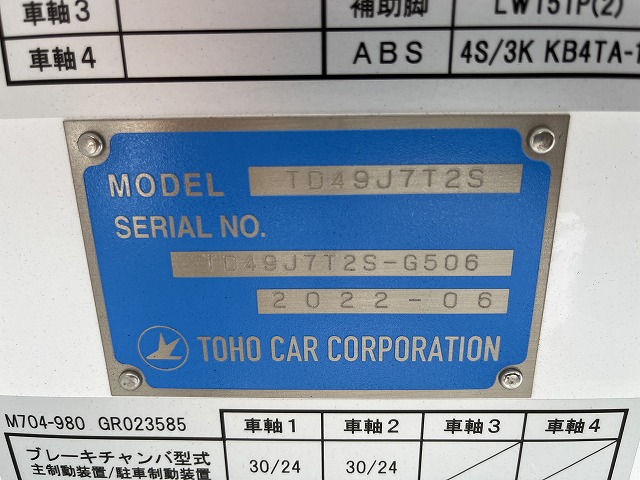 車軸3 補助脚 LW151P(2)
車軸4 ABS 4S/3K KB4TA-1
MODEL TD49J7T2S
SERIAL NO.
TD49J7T2S-G506
2022-06
TOHO CAR CORPORATION
M704-980 GR023585
車軸1 車軸2 車軸3 車軸4
ブレーキチャンバ型式
主制動装置/駐車制動装置 30/24 30/24